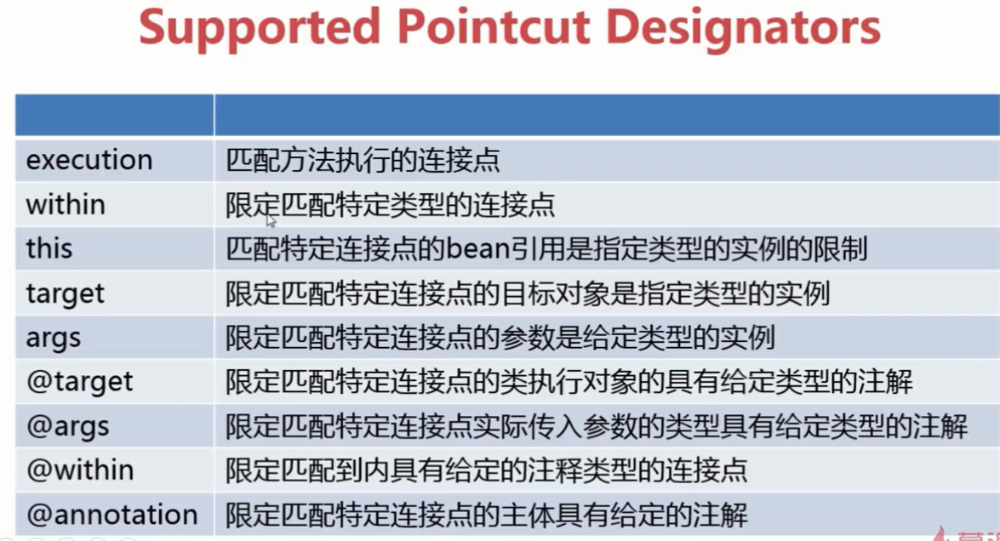 Supported Pointcut Designators
execution 匹配方法执行的连接点
within 限定匹配特定类型的连接点
this 匹配特定连接点的bean引用是指定类型的实例的限制
target 限定匹配特定连接点的目标对象是指定类型的实例
args 限定匹配特定连接点的参数是给定类型的实例
@target 限定匹配特定连接点的类执行对象的具有给定类型的注解
@args 限定匹配特定连接点实际传入参数的类型具有给定类型的注解
@within 限定匹配到内具有给定的注释类型的连接点
@annotation 限定匹配特定连接点的主体具有给定的注解